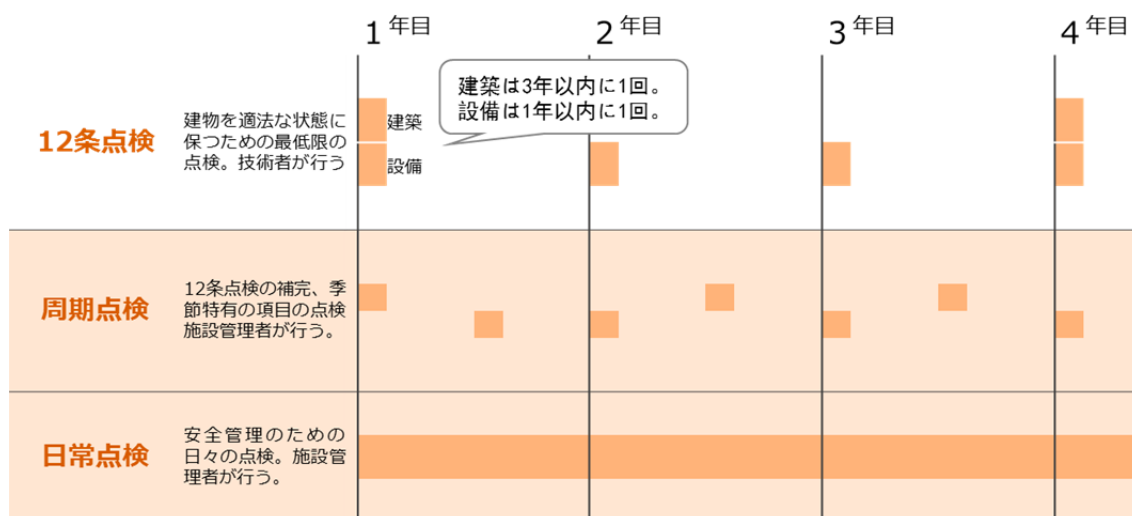 1年目
2年目
3年目
4年目
建築は3年以内に1回。
設備は1年以内に1回。
12条点検
建物を適法な状態に
保つための最低限の
点検。技術者が行う
建築
設備
周期点検
12条点検の補完、季
節特有の項目の点検
施設管理者が行う。
日常点検
安全管理のための
日々の点検。施設管
理者が行う。